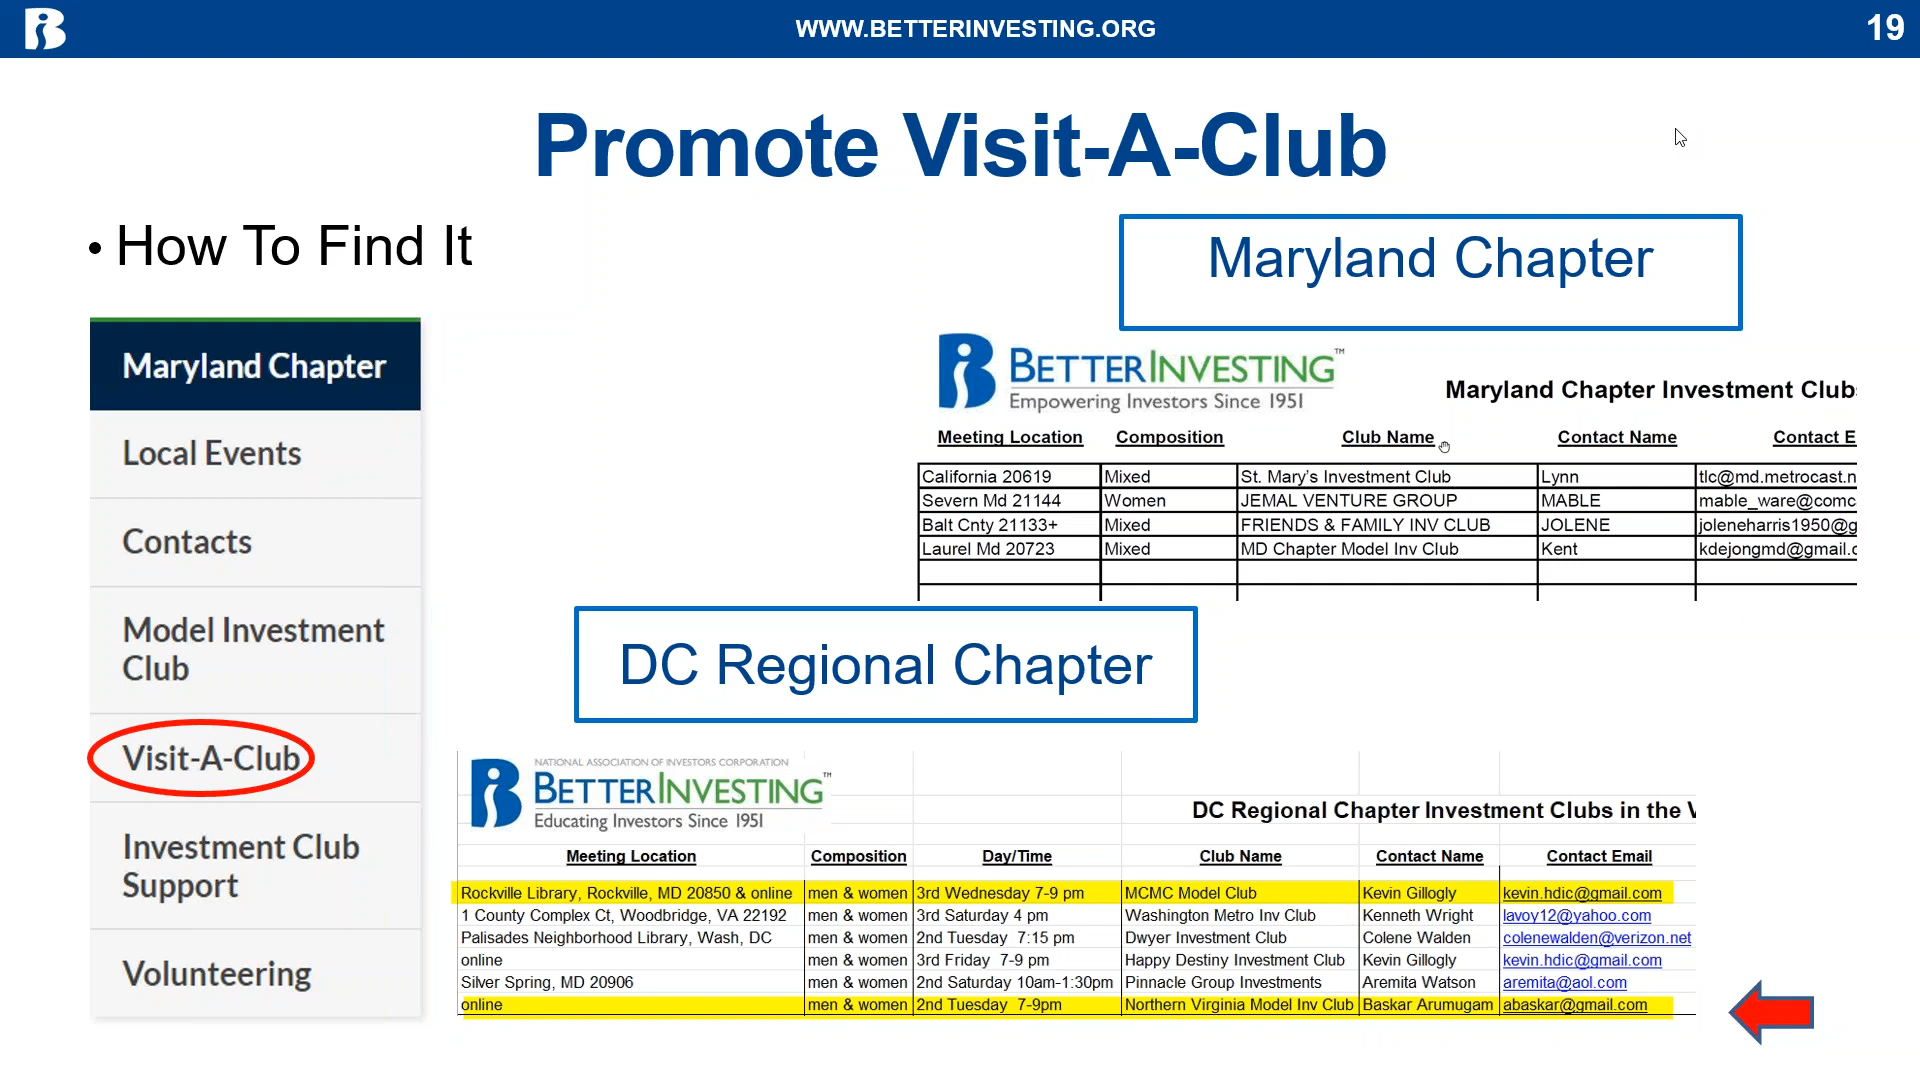 WWW.BETTERINVESTING.ORG
19
Promote Visit-A-Club
• How To Find It
Maryland Chapter
Local Events
Contacts
Model Investment
Club
Visit-A-Club
Investment Club
Support
Volunteering
Maryland Chapter
BETTERINVESTING™
Empowering Investors Since 1951
Maryland Chapter Investment Clubs
Meeting Location Composition Club Name Contact Name Contact E
California 20619 Mixed St. Mary's Investment Club Lynn tlc@md.metrocast.n
Severn Md 21144 Women JEMAL VENTURE GROUP MABLE mable_ware@comc
Balt Cnty 21133+ Mixed FRIENDS & FAMILY INV CLUB JOLENE joleneharris1950@g
Laurel Md 20723 Mixed MD Chapter Model Inv Club Kent kdejongmd@gmail.c
DC Regional Chapter
NATIONAL ASSOCIATION OF INVESTORS CORPORATION
BETTERINVESTING™
Educating Investors Since 1951
DC Regional Chapter Investment Clubs in the V
Meeting Location Composition Day/Time Club Name Contact Name Contact Email
Rockville Library, Rockville, MD 20850 & online men & women 3rd Wednesday 7-9 pm MCMC Model Club Kevin Gillogly kevin.hdic@gmail.com
1 County Complex Ct, Woodbridge, VA 22192 men & women 3rd Saturday 4 pm Washington Metro Inv Club Kenneth Wright lavoy12@yahoo.com
Palisades Neighborhood Library, Wash, DC men & women 2nd Tuesday 7:15 pm Dwyer Investment Club Colene Walden colenewalden@verizon.net
online men & women 3rd Friday 7-9 pm Happy Destiny Investment Club Kevin Gillogly kevin.hdic@gmail.com
Silver Spring, MD 20906 men & women 2nd Saturday 10am-1:30pm Pinnacle Group Investments Aremita Watson aremita@aol.com
online men & women 2nd Tuesday 7-9pm Northern Virginia Model Inv Club Baskar Arumugam abaskar@gmail.com